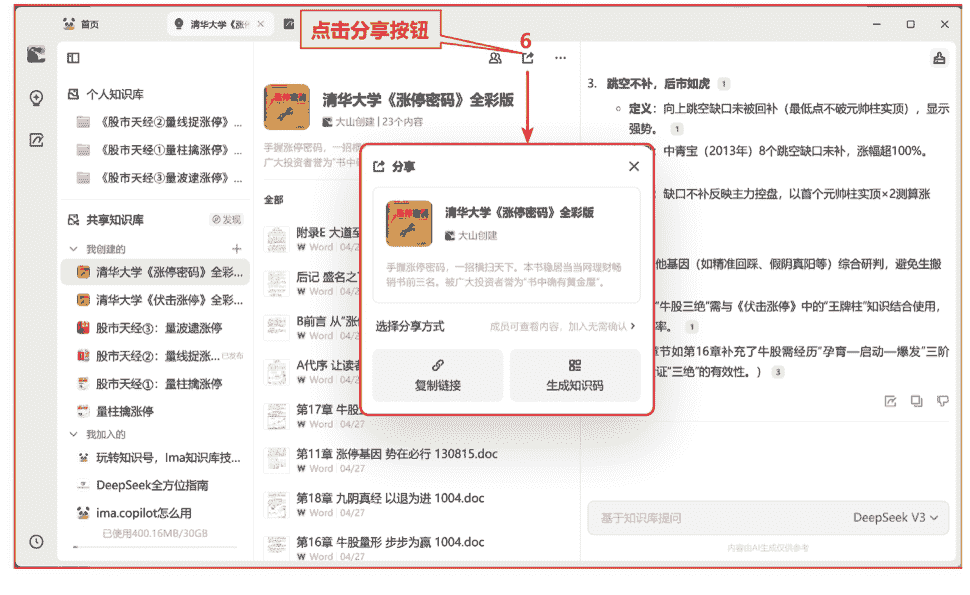 首页
清华大学《涨
点击分享按钮
6
个人知识库
《股市天经②量线捉涨停》...
《股市天经①量柱擒涨停》...
《股市天经③量波逮涨停》...
共享知识库
发现
我创建的
清华大学《涨停密码》全彩...
清华大学《伏击涨停》全彩...
股市天经③：量波逮涨停
股市天经②：量线捉涨... 已发布
股市天经①：量柱擒涨停
量柱擒涨停
我加入的
玩转知识号，Ima知识库技...
DeepSeek全方位指南
ima.copilot怎么用
已使用400.16MB/30GB
清华大学《涨停密码》全彩版
大山创建 | 23个内容
手握涨停密码，一招横
广大投资者誉为"书中确
全部
附录E 大道至
W Word 04/2
后记 盛名之
W Word 04/2
B前言 从"涨
W Word 04/2
A代序 让读者
W Word 04/2
第17章 牛股
W Word 04/27
第11章 涨停基因 势在必行 130815.doc
W Word 04/27
第18章 九阴真经 以退为进 1004.doc
W Word 04/27
第16章 牛股量形 步步为赢 1004.doc
W Word 04/27
分享
清华大学《涨停密码》全彩版
大山创建
手握涨停密码，一招横扫天下。本书稳居当当网理财畅
销书前三名。被广大投资者誉为"书中确有黄金屋"。
选择分享方式
成员可查看内容，加入无需确认
复制链接
生成知识码
3. 跳空不补，后市如虎 1
定义：向上跳空缺口未被回补（最低点不破元帅柱实顶），显示
强势。 1
：中青宝（2013年）8个跳空缺口未补，涨幅超100%。
：缺口不补反映主力控盘，以首个元帅柱实顶×2测算涨
他基因（如精准回踩、假阴真阳等）综合研判，避免生搬
"牛股三绝"需与《伏击涨停》中的"王牌柱"知识结合使用，
率。 1
章节如第16章补充了牛股需经历"孕育—启动—爆发"三阶
证"三绝"的有效性。） 3
基于知识库提问
DeepSeek V3
内容由AI生成仅供参考